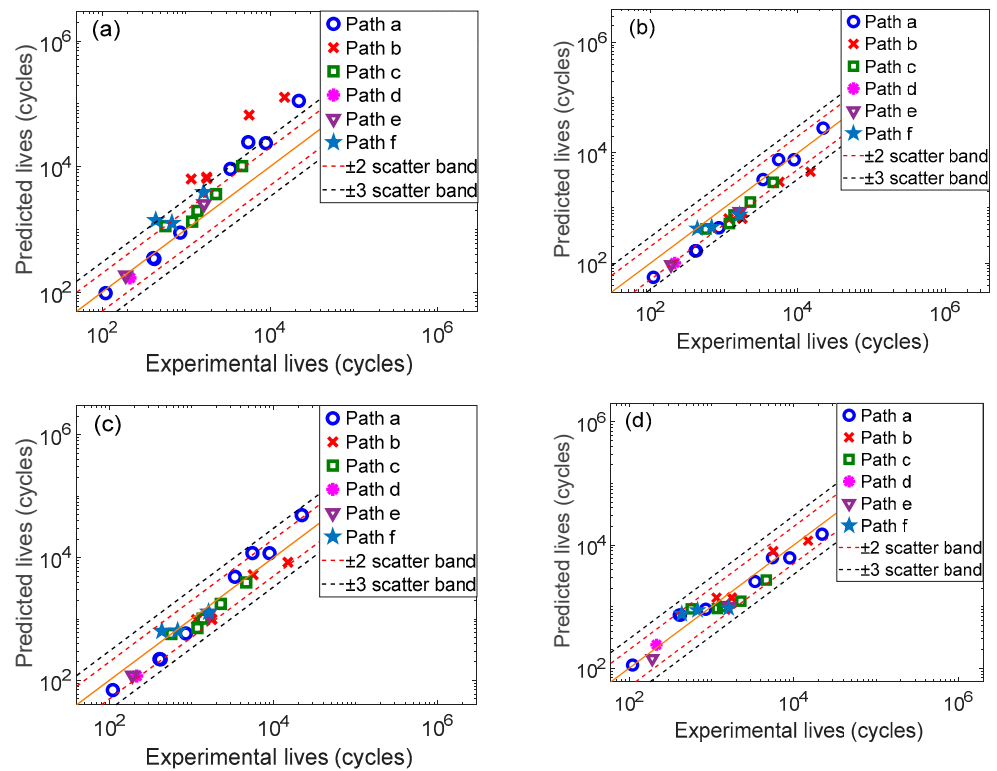 (a)
Path a
Path b
Path c
Path d
Path e
Path f
±2 scatter band
±3 scatter band
10^6
10^4
10^2
Predicted lives (cycles)
10^2
10^4
10^6
Experimental lives (cycles)
(b)
Path a
Path b
Path c
Path d
Path e
Path f
±2 scatter band
±3 scatter band
10^6
10^4
10^2
Predicted lives (cycles)
10^2
10^4
10^6
Experimental lives (cycles)
(c)
Path a
Path b
Path c
Path d
Path e
Path f
±2 scatter band
±3 scatter band
10^6
10^4
10^2
Predicted lives (cycles)
10^2
10^4
10^6
Experimental lives (cycles)
(d)
Path a
Path b
Path c
Path d
Path e
Path f
±2 scatter band
±3 scatter band
10^6
10^4
10^2
Predicted lives (cycles)
10^2
10^4
10^6
Experimental lives (cycles)